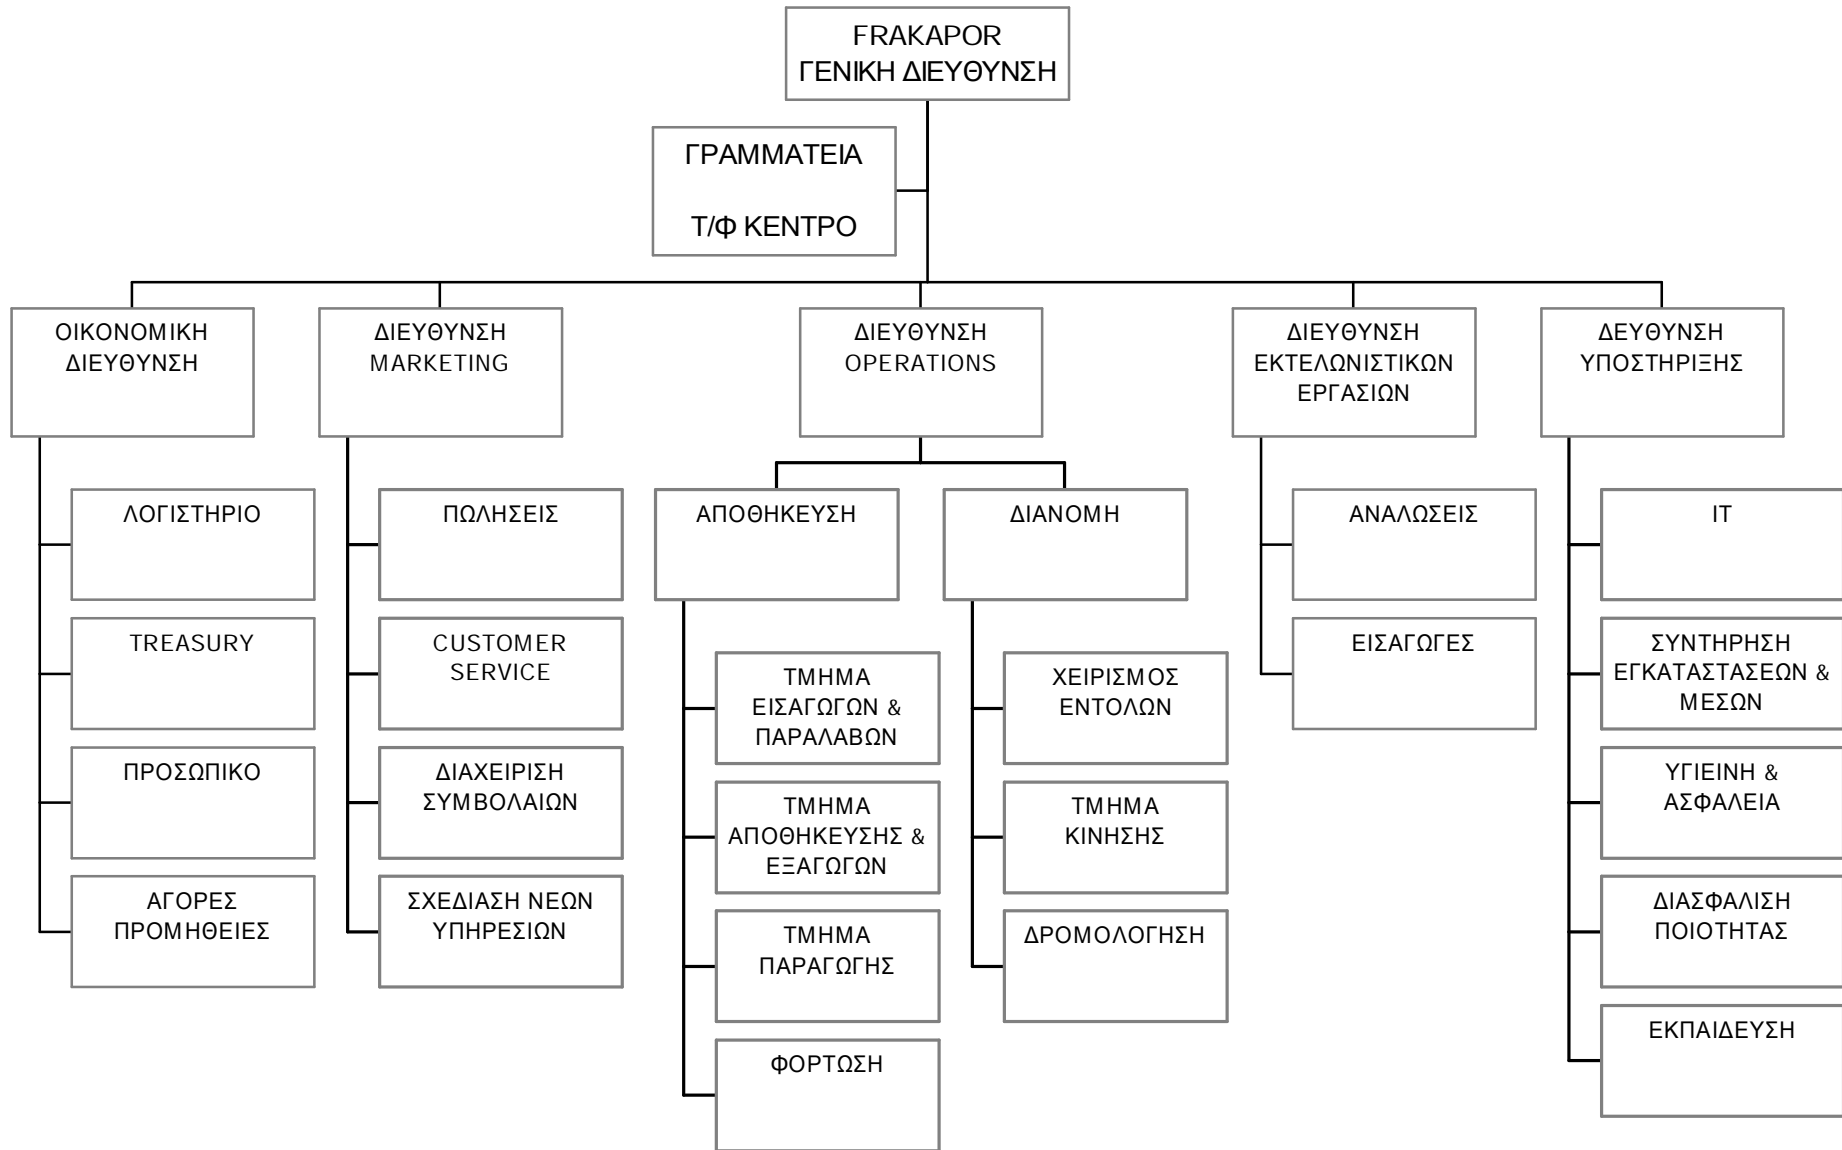 FRAKAPOR
ΓΕΝΙΚΗ ΔΙΕΥΘΥΝΣΗ
ΓΡΑΜΜΑΤΕΙΑ
Τ/Φ ΚΕΝΤΡΟ
ΟΙΚΟΝΟΜΙΚΗ
ΔΙΕΥΘΥΝΣΗ
ΔΙΕΥΘΥΝΣΗ
MARKETING
ΔΙΕΥΘΥΝΣΗ
OPERATIONS
ΔΙΕΥΘΥΝΣΗ
ΕΚΤΕΛΩΝΙΣΤΙΚΩΝ
ΕΡΓΑΣΙΩΝ
ΔΕΥΘΥΝΣΗ
ΥΠΟΣΤΗΡΙΞΗΣ
ΛΟΓΙΣΤΗΡΙΟ
TREASURY
ΠΡΟΣΩΠΙΚΟ
ΑΓΟΡΕΣ
ΠΡΟΜΗΘΕΙΕΣ
ΠΩΛΗΣΕΙΣ
CUSTOMER
SERVICE
ΔΙΑΧΕΙΡΙΣΗ
ΣΥΜΒΟΛΑΙΩΝ
ΣΧΕΔΙΑΣΗ ΝΕΩΝ
ΥΠΗΡΕΣΙΩΝ
ΑΠΟΘΗΚΕΥΣΗ
ΤΜΗΜΑ
ΕΙΣΑΓΩΓΩΝ &
ΠΑΡΑΛΑΒΩΝ
ΤΜΗΜΑ
ΑΠΟΘΗΚΕΥΣΗΣ &
ΕΞΑΓΩΓΩΝ
ΤΜΗΜΑ
ΠΑΡΑΓΩΓΗΣ
ΦΟΡΤΩΣΗ
ΔΙΑΝΟΜΗ
ΧΕΙΡΙΣΜΟΣ
ΕΝΤΟΛΩΝ
ΤΜΗΜΑ
ΚΙΝΗΣΗΣ
ΔΡΟΜΟΛΟΓΗΣΗ
ΑΝΑΛΩΣΕΙΣ
ΕΙΣΑΓΩΓΕΣ
IT
ΣΥΝΤΗΡΗΣΗ
ΕΓΚΑΤΑΣΤΑΣΕΩΝ &
ΜΕΣΩΝ
ΥΓΙΕΙΝΗ &
ΑΣΦΑΛΕΙΑ
ΔΙΑΣΦΑΛΙΣΗ
ΠΟΙΟΤΗΤΑΣ
ΕΚΠΑΙΔΕΥΣΗ